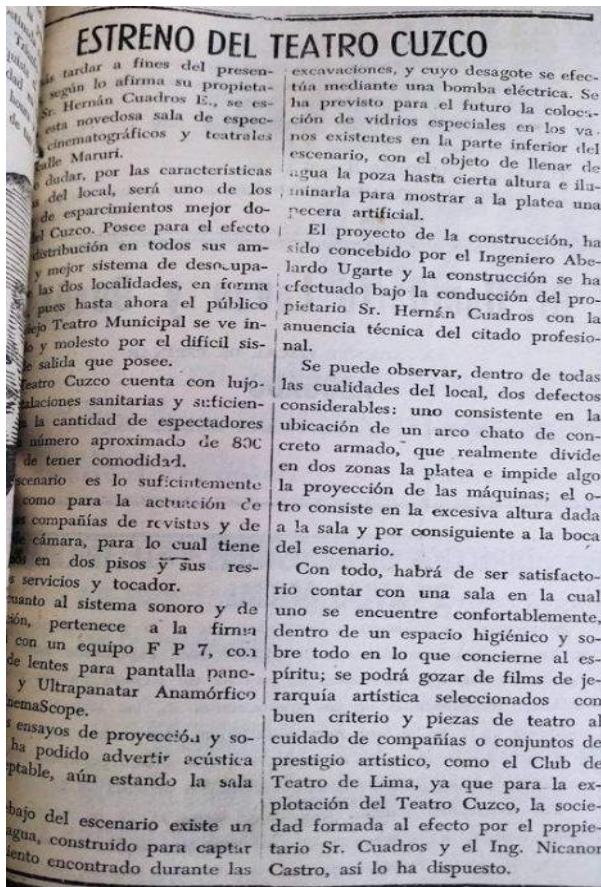 ESTRENO DEL TEATRO CUZCO
tardar a fines del presen-
según lo afirma su propieta-
Sr. Hernán Cuadros E., se es-
esta novedosa sala de espec-
cinematográficos y teatrales
calle Maruri.
dudar, por las características
del local, será uno de los
de esparcimientos mejor do-
Cuzco. Posee para el efecto
distribución en todos sus am-
y mejor sistema de desocupa-
las dos localidades, en forma
pues hasta ahora el público
Teatro Municipal se ve in-
y molesto por el difícil sis-
salida que posee.
Teatro Cuzco cuenta con lujo-
sanitarias y suficien-
la cantidad de espectadores
número aproximado de 800
de tener comodidad.
es lo suficientemente
como para la actuación de
compañías de revistas y de
cámara, para lo cual tiene
en dos pisos y sus res-
servicios y tocador.
cuanto al sistema sonoro y de
pertenece a la firma
con un equipo F P 7, con
de lentes para pantalla pano-
y Ultrapanatar Anamórfico
ensayos de proyección y so-
ha podido advertir acústica
aún estando la sala
del escenario existe un
agua, construído para captar
encontrado durante las
excavaciones, y cuyo desagote se efec-
túa mediante una bomba eléctrica. Se
ha previsto para el futuro la coloca-
ción de vidrios especiales en los va-
nos existentes en la parte inferior del
escenario, con el objeto de llenar de
agua la poza hasta cierta altura e ilu-
minarla para mostrar a la platea una
pecera artificial.
El proyecto de la construcción, ha
sido concebido por el Ingeniero Abe-
lardo Ugarte y la construcción se ha
efectuado bajo la conducción del pro-
pietario Sr. Hernán Cuadros con la
anuencia técnica del citado profesio-
nal.
Se puede observar, dentro de todas
las cualidades del local, dos defectos
considerables: uno consistente en la
ubicación de un arco chato de con-
creto armado, que realmente divide
en dos zonas la platea e impide algo
la proyección de las máquinas; el o-
tro consiste en la excesiva altura dada
a la sala y por consiguiente a la boca
del escenario.
Con todo, habrá de ser satisfacto-
rio contar con una sala en la cual
uno se encuentre confortablemente,
dentro de un espacio higiénico y so-
bre todo en lo que concierne al es-
píritu; se podrá gozar de films de je-
rarquía artística seleccionados con
buen criterio y piezas de teatro al
cuidado de compañías o conjuntos de
prestigio artístico, como el Club de
Teatro de Lima, ya que para la ex-
plotación del Teatro Cuzco, la socie-
dad formada al efecto por el propie-
tario Sr. Cuadros y el Ing. Nicanor
Castro, así lo ha dispuesto.